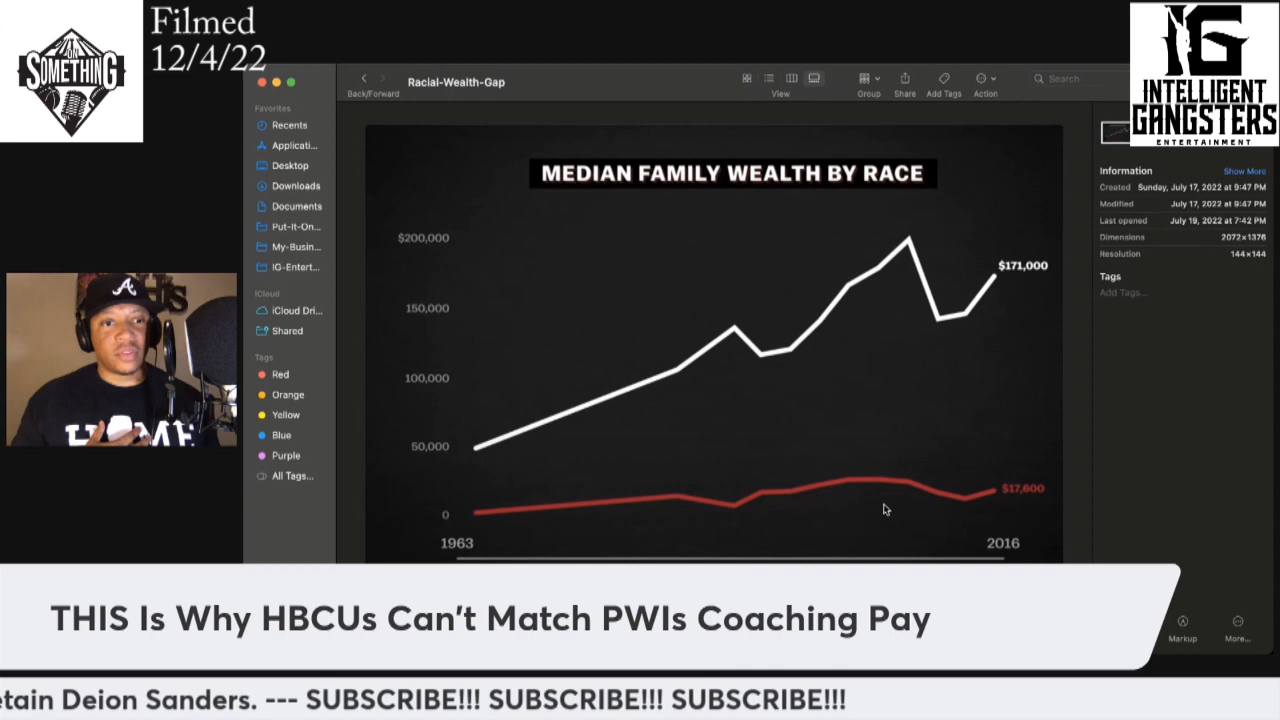 PUT IT ON
SOMETHING
Filmed
12/4/22
IG
INTELLIGENT
GANGSTERS
ENTERTAINMENT
Back/Forward
Racial-Wealth-Gap
View
Group
Share
Add Tags
Action
Search
Favorites
Recents
Applicati...
Desktop
Downloads
Documents
Put-It-On...
My-Busin...
IG-Entert...
iCloud
iCloud Dri...
Shared
Tags
Red
Orange
Yellow
Blue
Purple
All Tags...
MEDIAN FAMILY WEALTH BY RACE
$200,000
150,000
100,000
50,000
0
$171,000
$17,600
1963
2016
Information
Show More
Created Sunday, July 17, 2022 at 9:47 PM
Modified July 17, 2022 at 9:47 PM
Last opened July 19, 2022 at 7:42 PM
Dimensions 2072×1376
Resolution 144×144
Tags
Add Tags...
Markup
More...
A
HOME
THIS Is Why HBCUs Can't Match PWIs Coaching Pay
etain Deion Sanders. --- SUBSCRIBE!!! SUBSCRIBE!!! SUBSCRIBE!!!